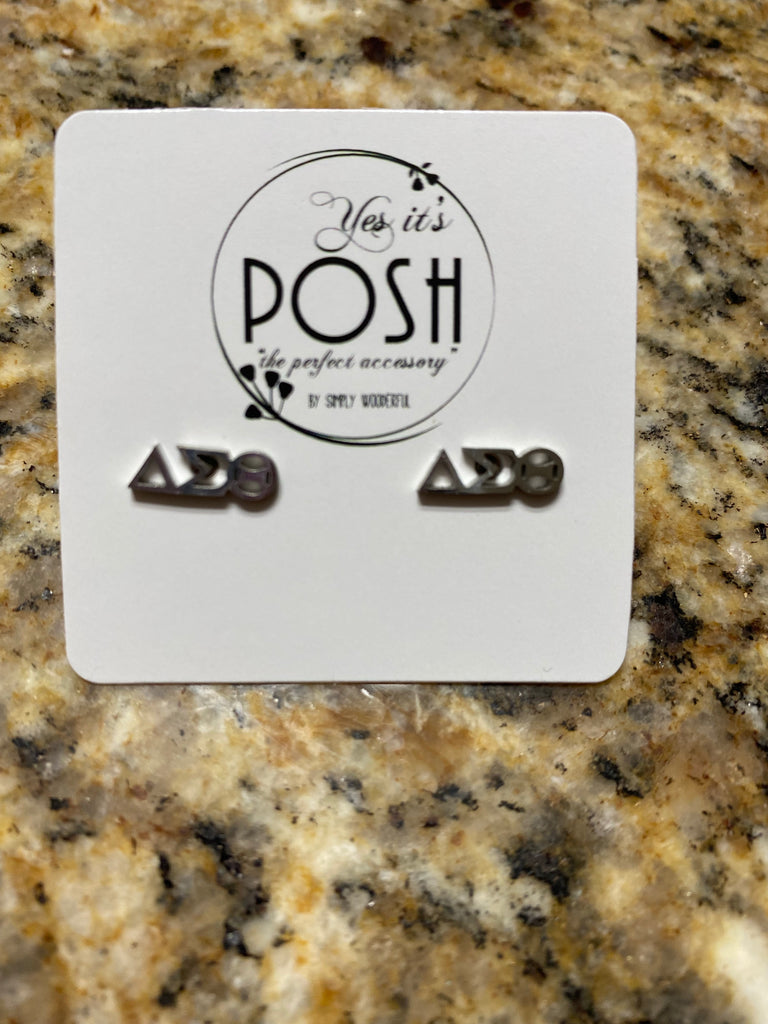 Yes it's
POSH
"the perfect accessory"
BY SIMPLY WOODERFUL
ΔΣΘ ΔΣΘ